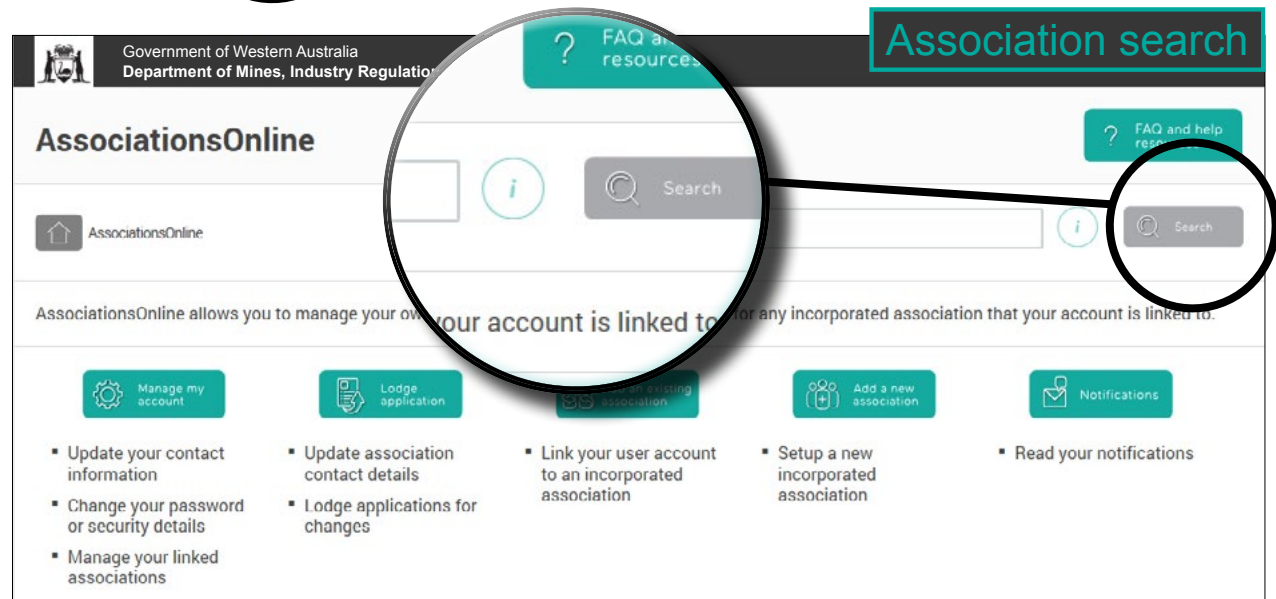 Association search
Government of Western Australia
Department of Mines, Industry Regulation
FAQ
resources
AssociationsOnline
FAQ and help
resources
Search
AssociationsOnline
Search
AssociationsOnline allows you to manage your own
your account is linked to
for any incorporated association that your account is linked to.
Manage my
account
Lodge
application
existing
association
Add a new
association
Notifications
▪ Update your contact
information
▪ Change your password
or security details
▪ Manage your linked
associations
▪ Update association
contact details
▪ Lodge applications for
changes
▪ Link your user account
to an incorporated
association
▪ Setup a new
incorporated
association
▪ Read your notifications